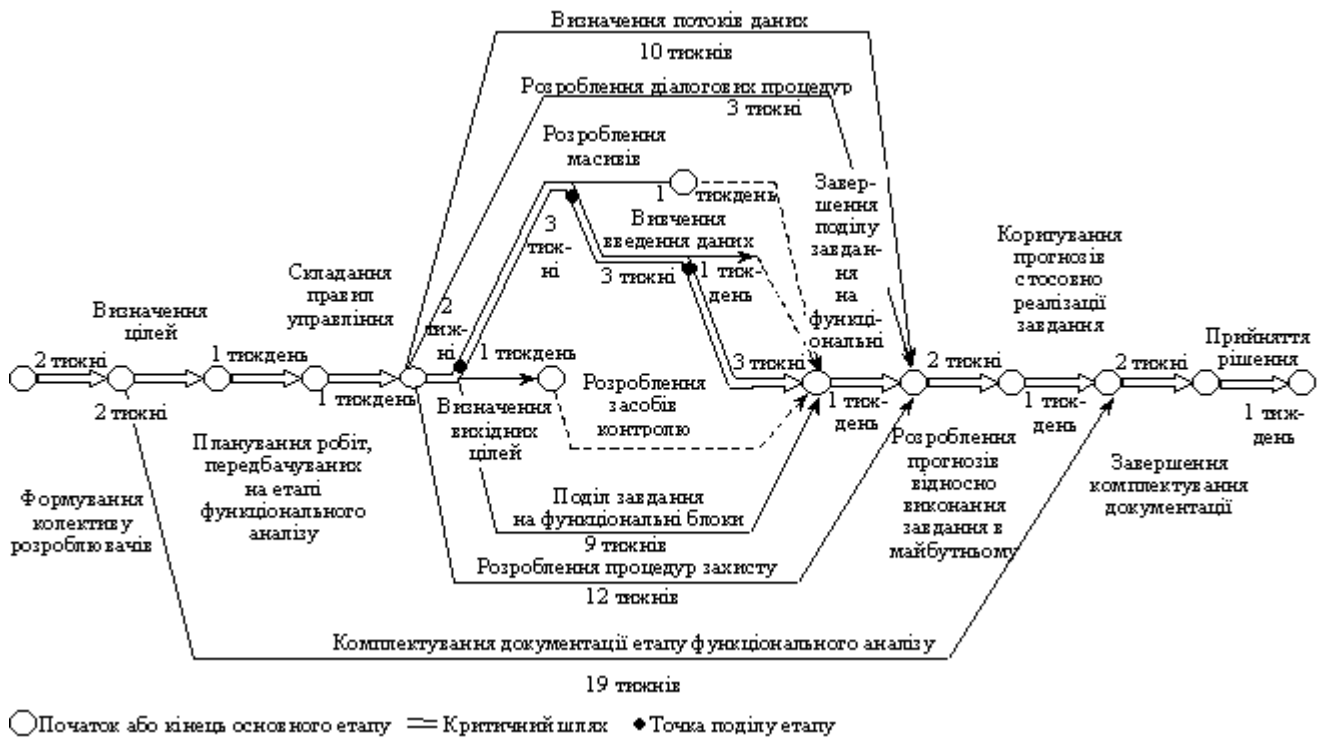 Визначення потоків даних
10 тижнів
Розроблення діалогових процедур
3 тижні
Розроблення
масивів
1
тиждень
Завер-
шення
поділу
завдан-
ня
на
функці-
ональні
3
тиж-
ні
Вивчення
введення даних
3 тижні
1 тиж-
день
Коригування
прогнозів
стосовно
реалізації
завдання
Складання
правил
управління
2
тиж-
ні
Визначення
цілей
Прийняття
рішення
2 тижні
1 тиждень
1 тиждень
3 тижні
2 тижні
2 тижні
2 тижні
1 тиждень
Розроблення
засобів
контролю
1 тиж-
день
1 тиж-
день
1 тиж-
день
Визначення
вихідних
цілей
Планування робіт,
передбачуваних
на етапі
функціонального
аналізу
Розроблення
прогнозів
відносно
виконання
завдання в
майбутньому
Завершення
комплектування
документації
Формування
колективу
розроблювачів
Поділ завдання
на функціональні блоки
9 тижнів
Розроблення процедур захисту
12 тижнів
Комплектування документації етапу функціонального аналізу
19 тижнів
Початок або кінець основного етапу
Критичний шлях
Точка поділу етапу